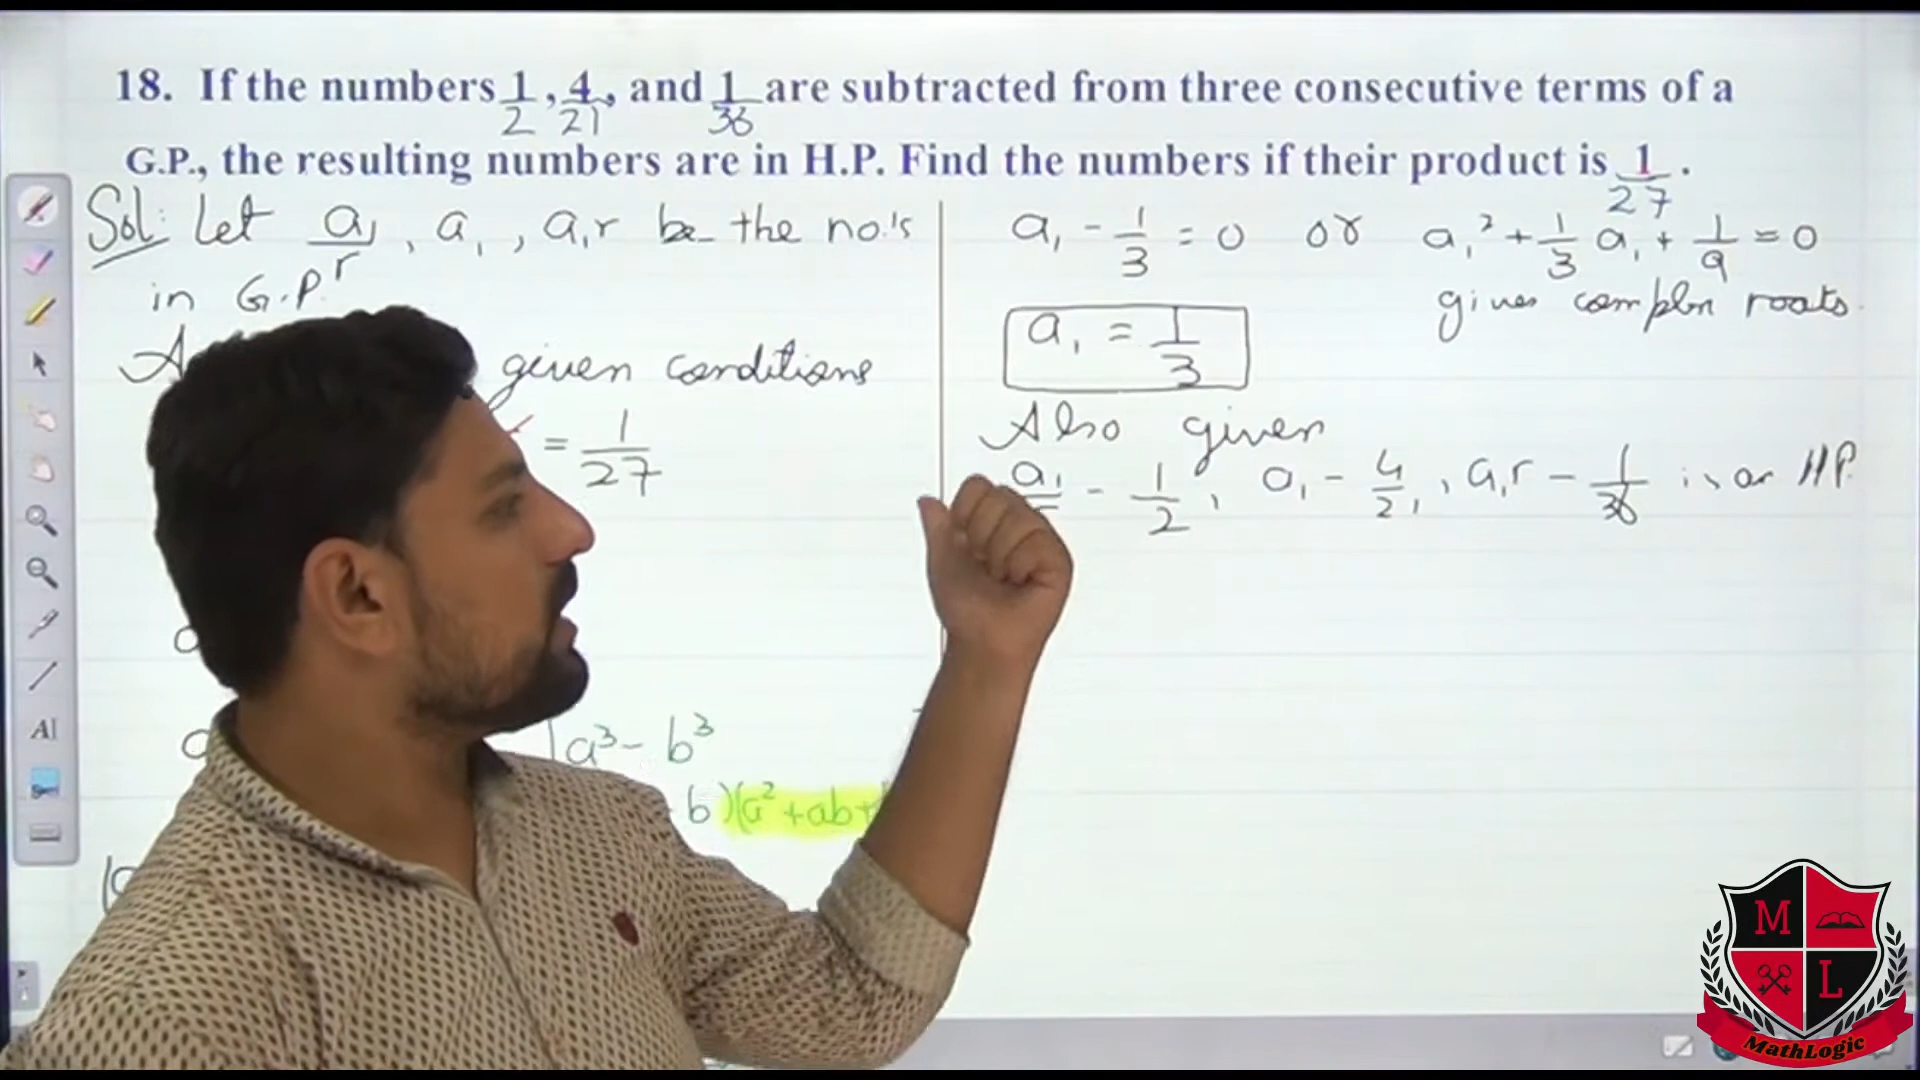 18. If the numbers 1/2, 4/21, and 1/36 are subtracted from three consecutive terms of a
G.P., the resulting numbers are in H.P. Find the numbers if their product is 1/27.
Sol: Let a₁/r, a₁, a₁r be the no.'s
in G.P
given conditions
= 1/27
a³ - b³
b)(a² + ab +
a₁ - 1/3 = 0 or a₁² + 1/3 a₁ + 1/9 = 0
gives complex roots.
a₁ = 1/3
Also given
a₁ - 1/2, a₁ - 4/21, a₁r - 1/36 is an HP.
AI
M
L
MathLogic